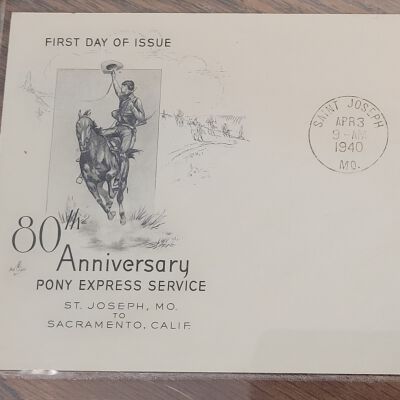 FIRST DAY OF ISSUE
SAINT JOSEPH
APR 3
9-AM
1940
MO.
80th
Anniversary
PONY EXPRESS SERVICE
ST. JOSEPH, MO.
TO
SACRAMENTO, CALIF.